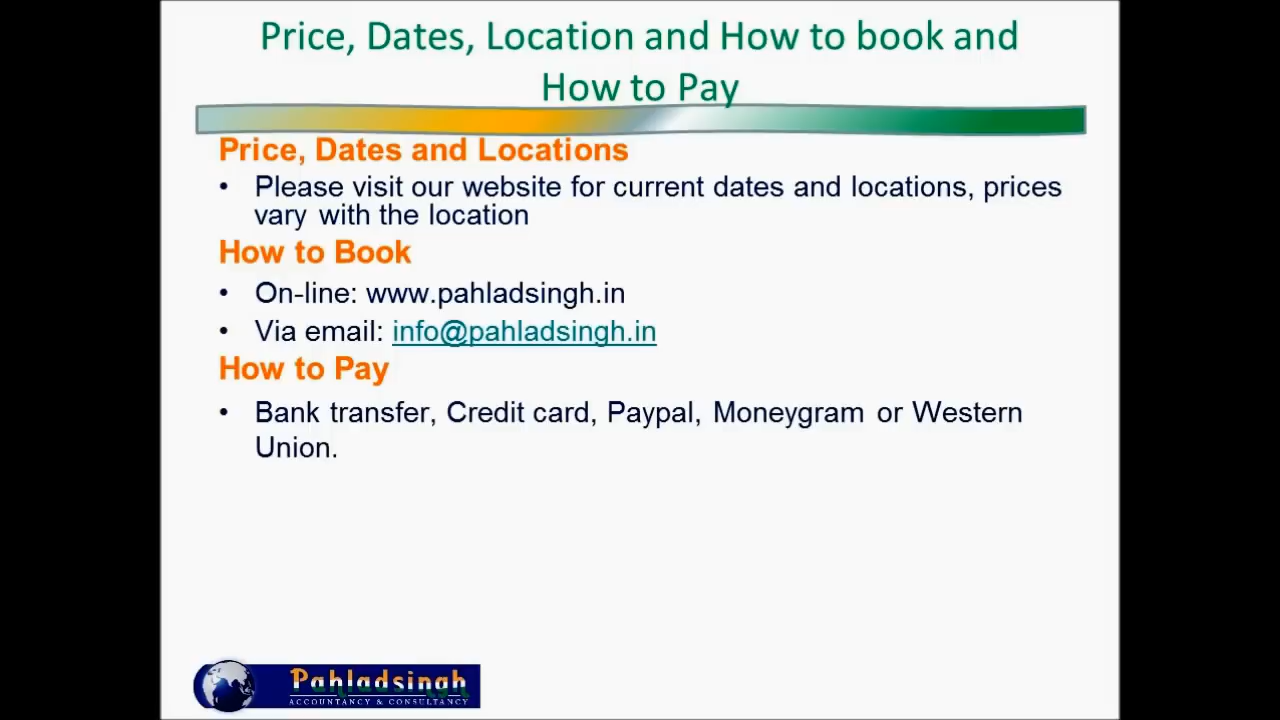 Price, Dates, Location and How to book and
How to Pay
Price, Dates and Locations
• Please visit our website for current dates and locations, prices
vary with the location
How to Book
• On-line: www.pahladsingh.in
• Via email: info@pahladsingh.in
How to Pay
• Bank transfer, Credit card, Paypal, Moneygram or Western
Union.
Pahladsingh
ACCOUNTANCY & CONSULTANCY